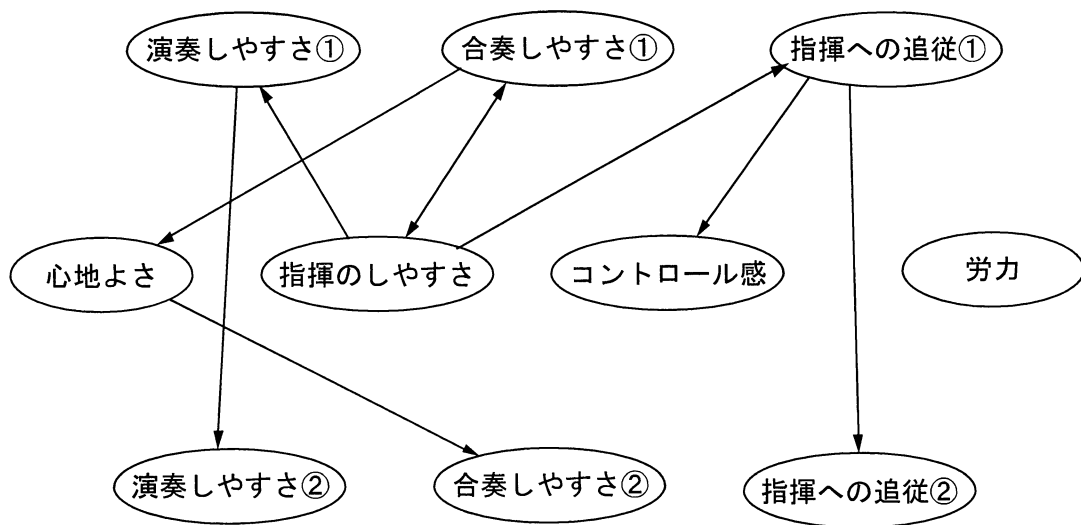 演奏しやすさ①
合奏しやすさ①
指揮への追従①
心地よさ
指揮のしやすさ
コントロール感
労力
演奏しやすさ②
合奏しやすさ②
指揮への追従②